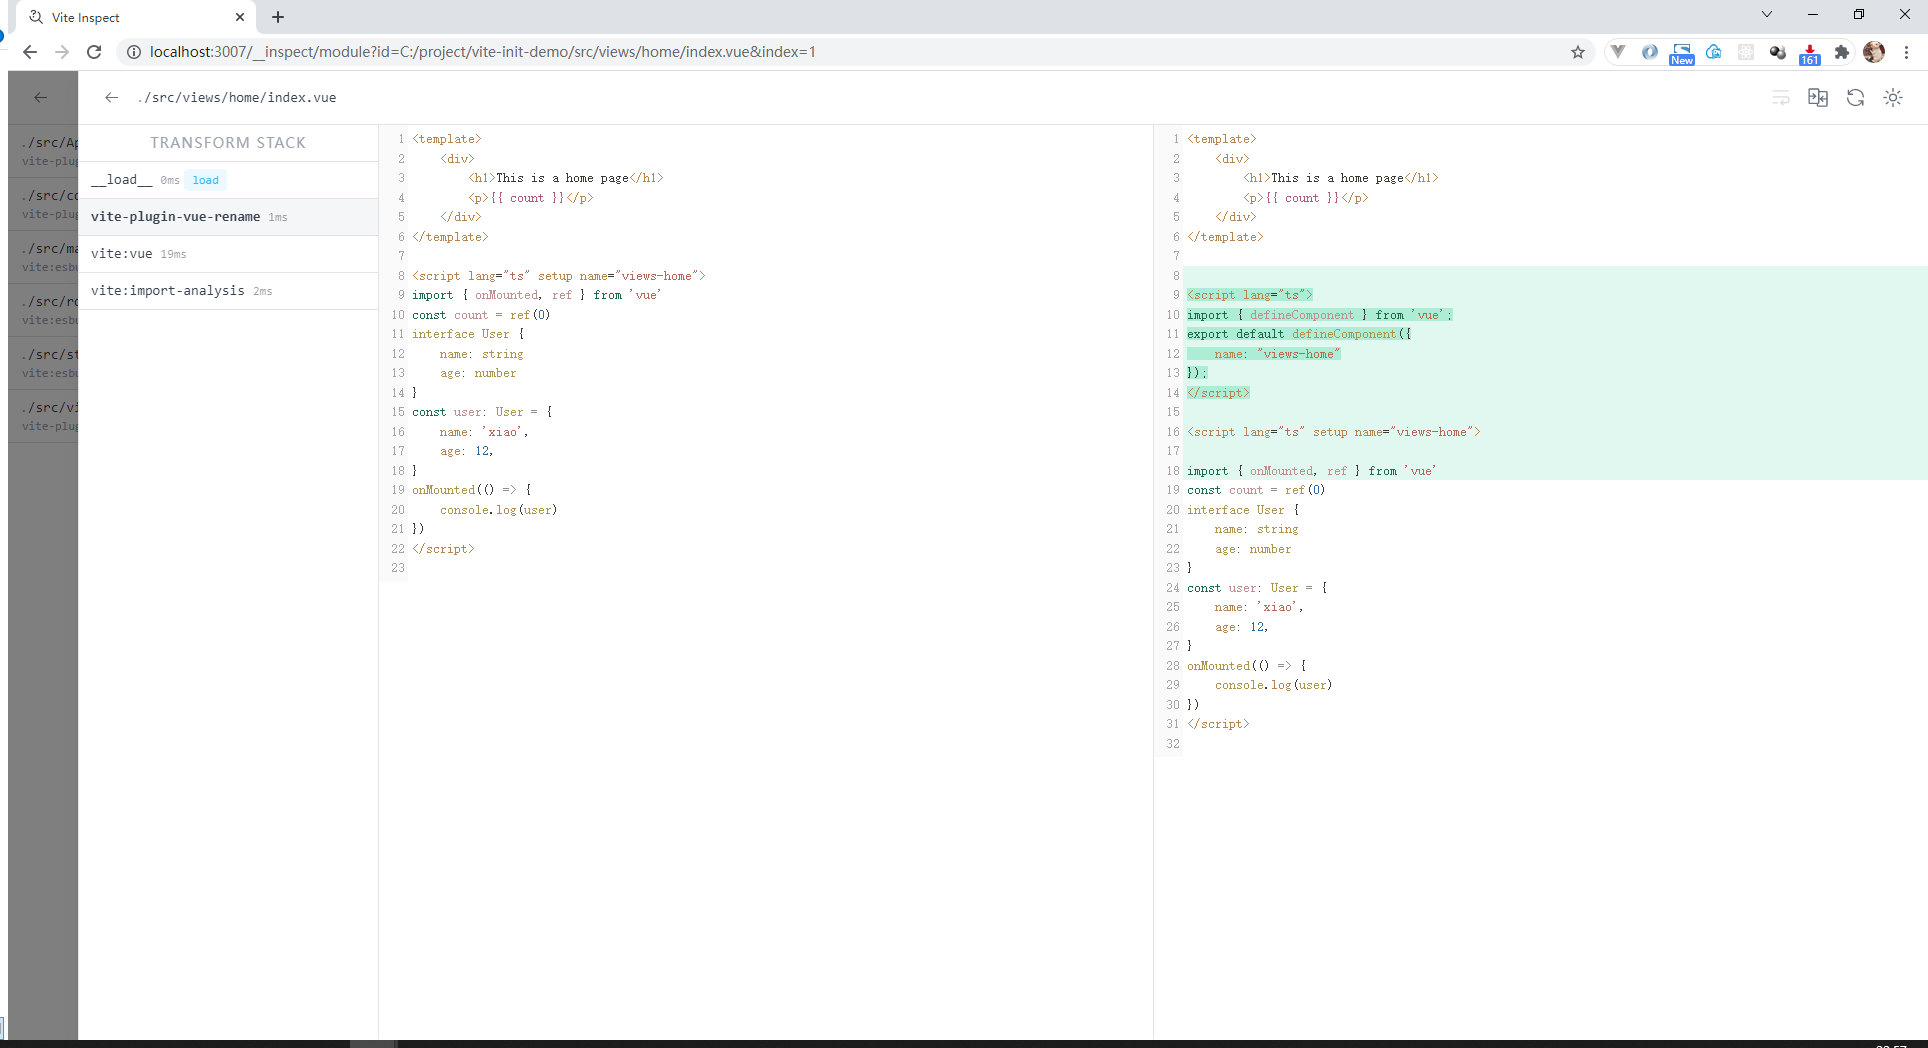 Vite Inspect
localhost:3007/__inspect/module?id=C:/project/vite-init-demo/src/views/home/index.vue&index=1
New
161
./src/views/home/index.vue
./src/Ap
vite-plug
./src/co
vite-plug
./src/ma
vite:esbu
./src/ro
vite:esbu
./src/st
vite:esbu
./src/vi
vite-plug
TRANSFORM STACK
__load__ 0ms load
vite-plugin-vue-rename 1ms
vite:vue 19ms
vite:import-analysis 2ms
1 <template>
2     <div>
3         <h1>This is a home page</h1>
4         <p>{{ count }}</p>
5     </div>
6 </template>
7
8 <script lang="ts" setup name="views-home">
9 import { onMounted, ref } from 'vue'
10 const count = ref(0)
11 interface User {
12     name: string
13     age: number
14 }
15 const user: User = {
16     name: 'xiao',
17     age: 12,
18 }
19 onMounted(() => {
20     console.log(user)
21 })
22 </script>
23
1 <template>
2     <div>
3         <h1>This is a home page</h1>
4         <p>{{ count }}</p>
5     </div>
6 </template>
7
8
9 <script lang="ts">
10 import { defineComponent } from 'vue';
11 export default defineComponent({
12     name: "views-home"
13 });
14 </script>
15
16 <script lang="ts" setup name="views-home">
17
18 import { onMounted, ref } from 'vue'
19 const count = ref(0)
20 interface User {
21     name: string
22     age: number
23 }
24 const user: User = {
25     name: 'xiao',
26     age: 12,
27 }
28 onMounted(() => {
29     console.log(user)
30 })
31 </script>
32